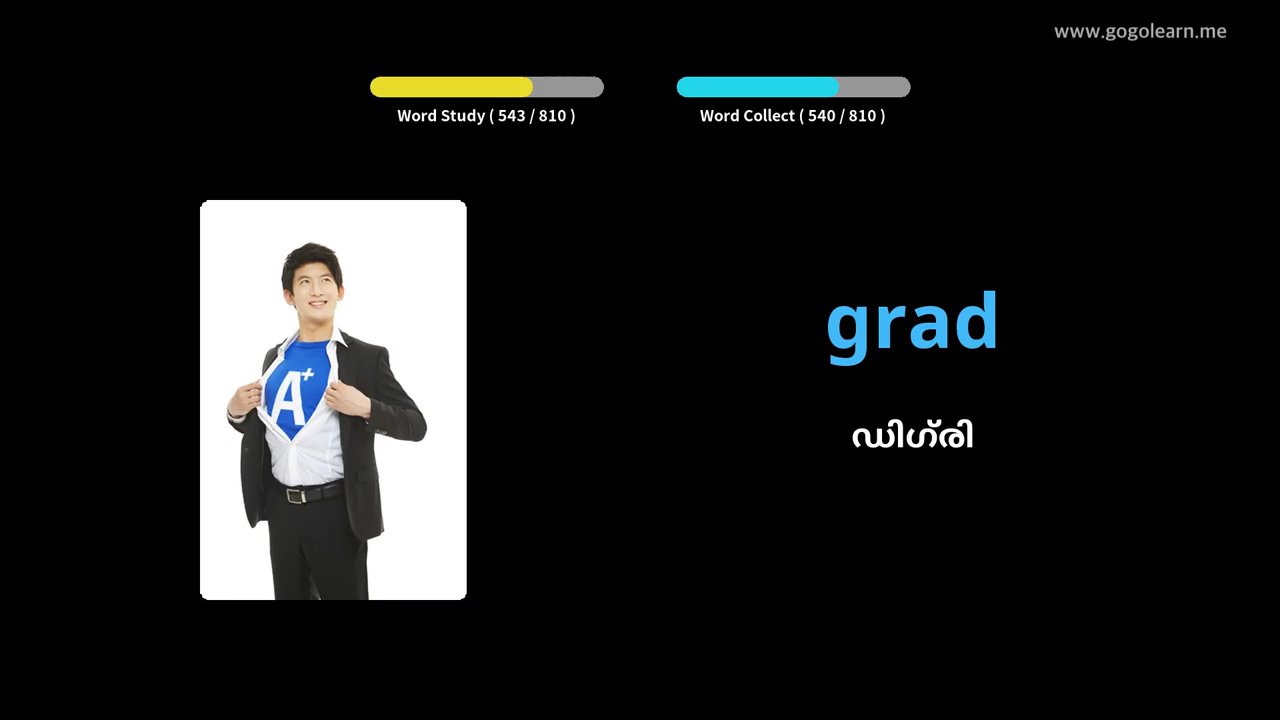 www.gogolearn.me
Word Study ( 543 / 810 )
Word Collect ( 540 / 810 )
A+
grad
ഡിഗ്രി